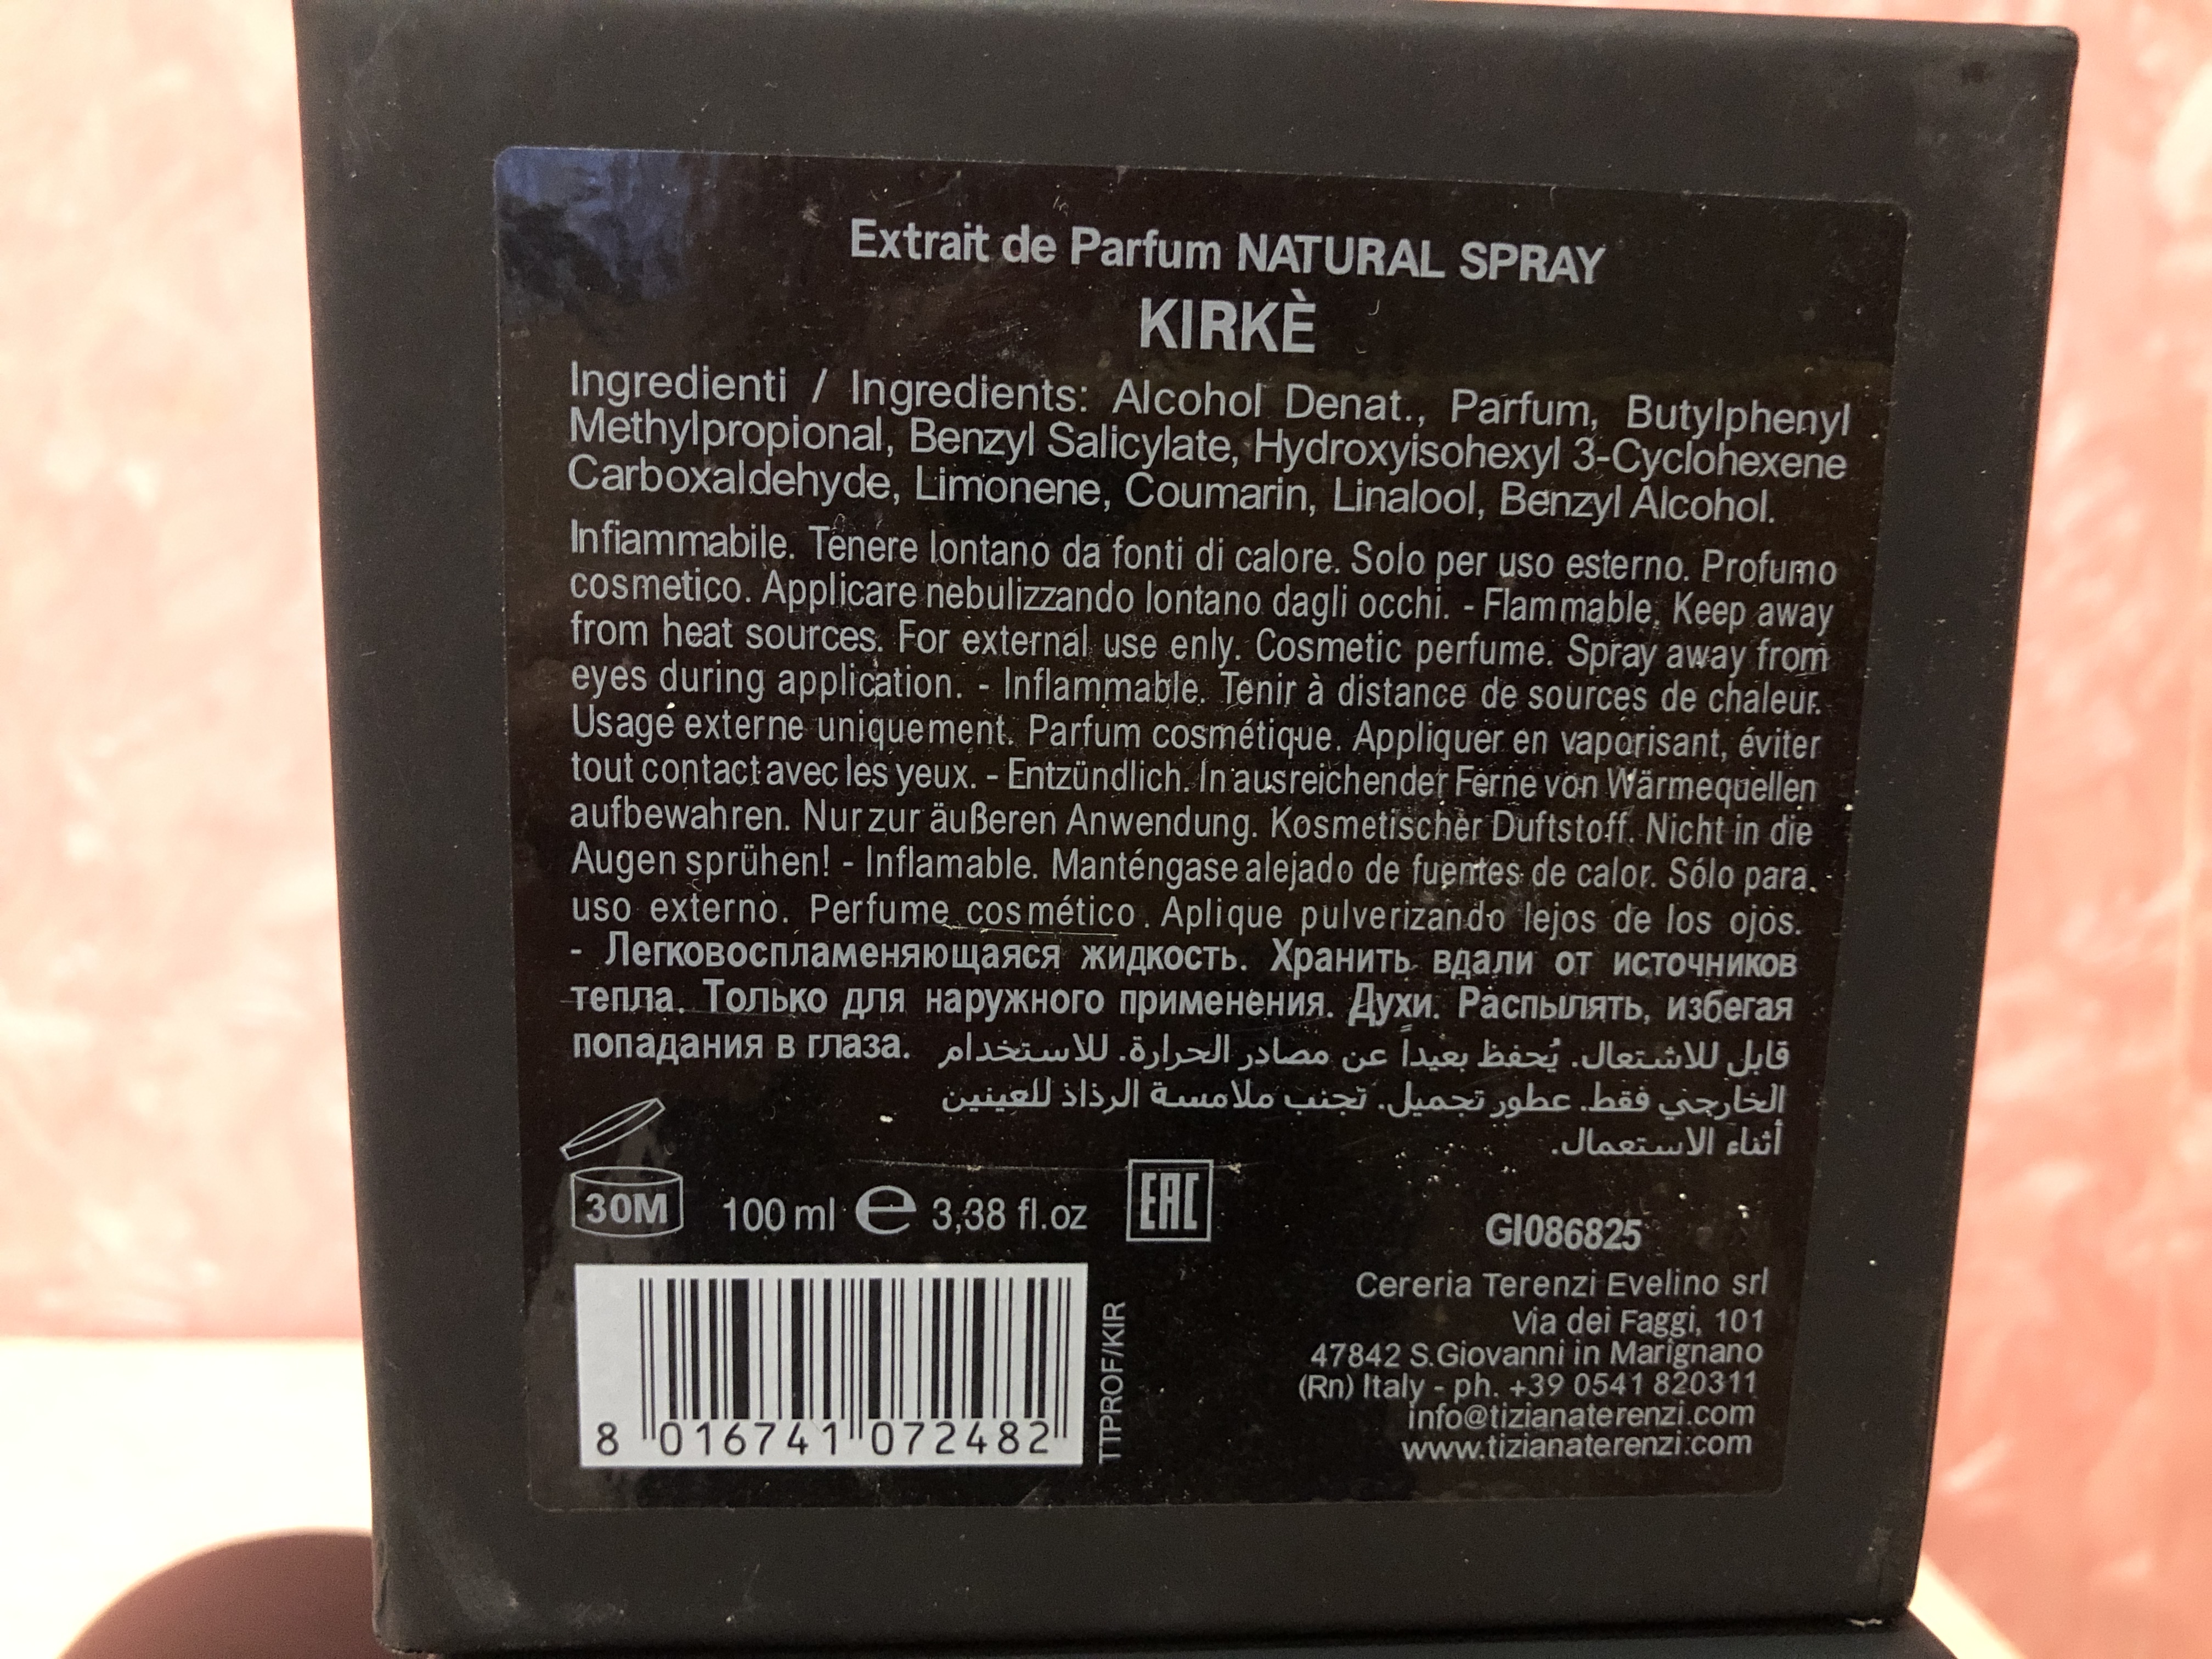 Extrait de Parfum NATURAL SPRAY
KIRKÈ
Ingredienti / Ingredients: Alcohol Denat., Parfum, Butylphenyl
Methylpropional, Benzyl Salicylate, Hydroxyisohexyl 3-Cyclohexene
Carboxaldehyde, Limonene, Coumarin, Linalool, Benzyl Alcohol.
Infiammabile. Tenere lontano da fonti di calore. Solo per uso esterno. Profumo
cosmetico. Applicare nebulizzando lontano dagli occhi. - Flammable. Keep away
from heat sources. For external use enly. Cosmetic perfume. Spray away from
eyes during application. - Inflammable. Tenir à distance de sources de chaleur.
Usage externe uniquement. Parfum cosmétique. Appliquer en vaporisant, éviter
tout contact avec les yeux. - Entzündlich. In ausreichender Ferne von Wärmequellen
aufbewahren. Nur zur äußeren Anwendung. Kosmetischer Duftstoff. Nicht in die
Augen sprühen! - Inflamable. Manténgase alejado de fuentes de calor. Sólo para
uso externo. Perfume cosmético. Aplique pulverizando lejos de los ojos.
- Легковоспламеняющаяся жидкость. Хранить вдали от источников
тепла. Только для наружного применения. Духи. Распылять, избегая
попадания в глаза. قابل للاشتعال. يُحفظ بعيداً عن مصادر الحرارة. للاستخدام
الخارجي فقط. عطور تجميل. تجنب ملامسة الرذاذ للعينين
أثناء الاستعمال.
30M 100 ml e 3,38 fl.oz EAC
GI086825
Cereria Terenzi Evelino srl
Via dei Faggi, 101
47842 S.Giovanni in Marignano
(Rn) Italy - ph. +39 0541 820311
info@tizianaterenzi.com
www.tizianaterenzi.com
TTPROF/KIR
8 016741 072482